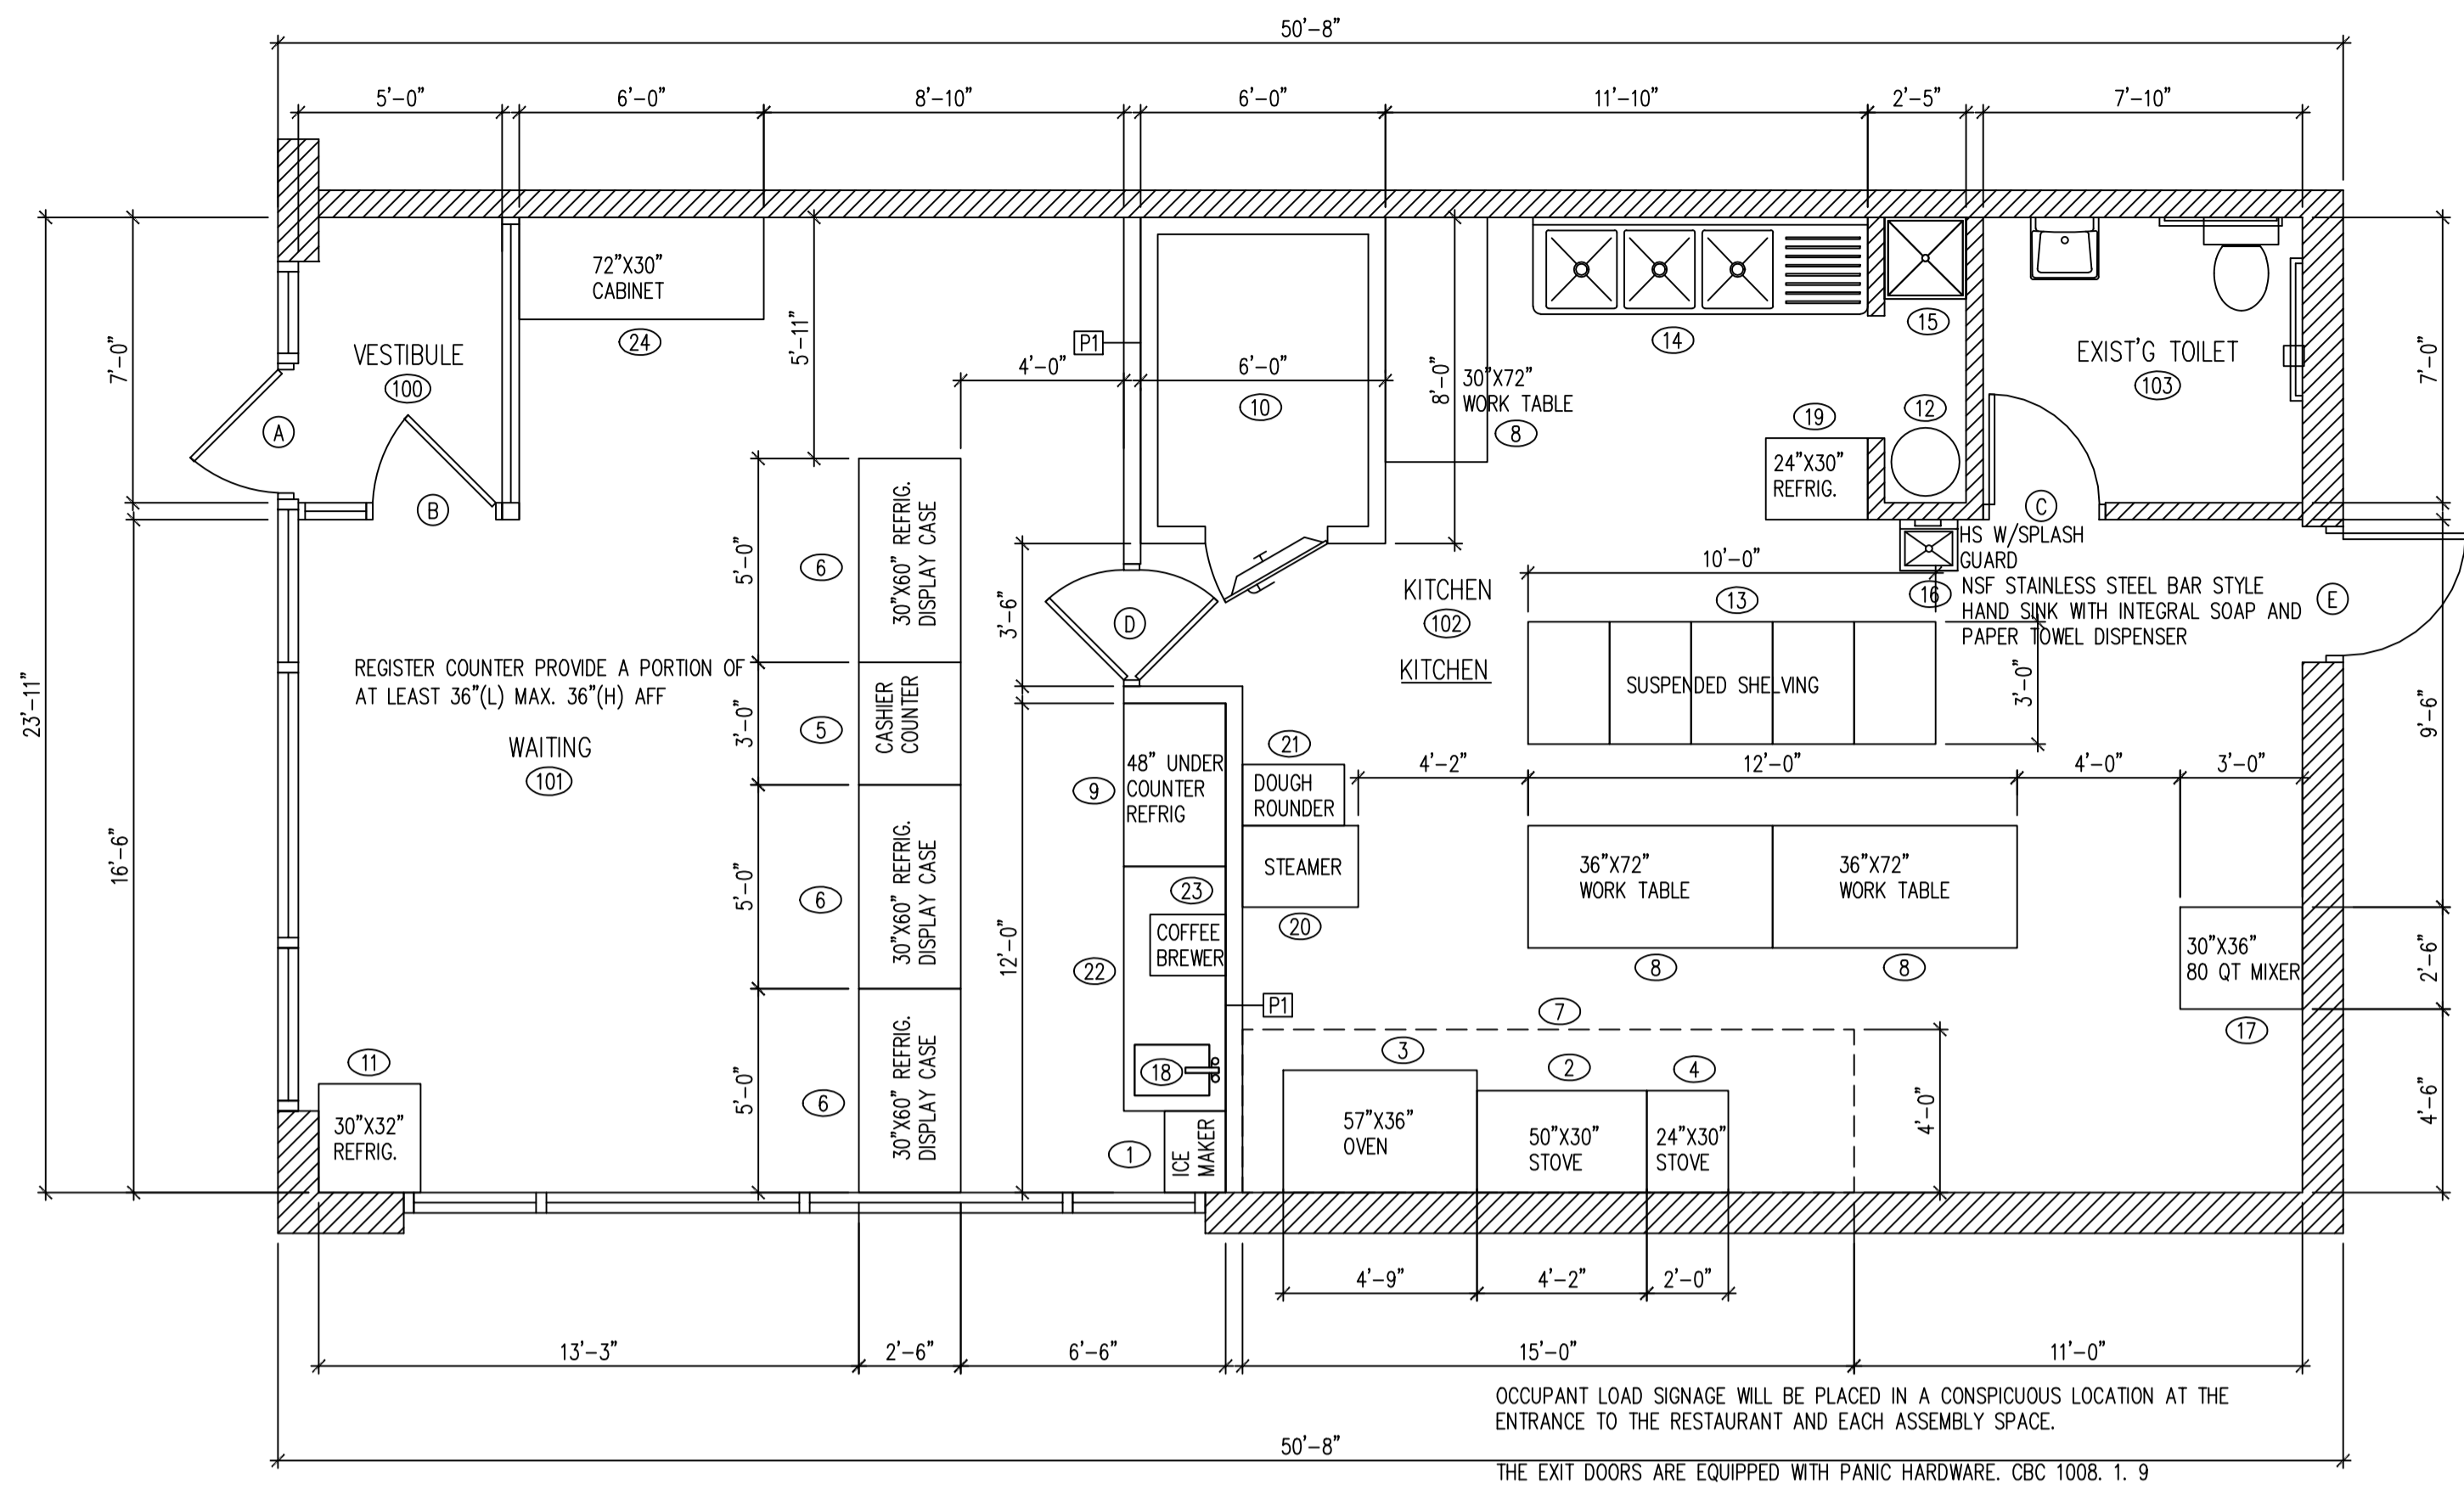 50'-8"
5'-0"
6'-0"
8'-10"
6'-0"
11'-10"
2'-5"
7'-10"
72"X30"
CABINET
24
VESTIBULE
100
A
B
7'-0"
5'-11"
P1
4'-0"
6'-0"
10
8'-0"
30"X72"
WORK TABLE
8
14
15
19
12
24"X30"
REFRIG.
EXIST'G TOILET
103
7'-0"
C
HS W/SPLASH
GUARD
16
NSF STAINLESS STEEL BAR STYLE
HAND SINK WITH INTEGRAL SOAP AND
PAPER TOWEL DISPENSER
E
10'-0"
13
SUSPENDED SHELVING
3'-0"
KITCHEN
102
KITCHEN
D
3'-6"
5'-0"
6
30"X60" REFRIG.
DISPLAY CASE
23'-11"
16'-6"
REGISTER COUNTER PROVIDE A PORTION OF
AT LEAST 36"(L) MAX. 36"(H) AFF
WAITING
101
3'-0"
5
CASHIER
COUNTER
9
48" UNDER
COUNTER
REFRIG
21
DOUGH
ROUNDER
STEAMER
20
4'-2"
12'-0"
4'-0"
3'-0"
9'-6"
36"X72"
WORK TABLE
8
36"X72"
WORK TABLE
8
5'-0"
6
30"X60" REFRIG.
DISPLAY CASE
12'-0"
23
COFFEE
BREWER
22
P1
30"X36"
80 QT MIXER
17
2'-6"
7
3
2
4
18
11
30"X32"
REFRIG.
5'-0"
6
30"X60" REFRIG.
DISPLAY CASE
1
ICE
MAKER
57"X36"
OVEN
50"X30"
STOVE
24"X30"
STOVE
4'-0"
4'-6"
4'-9"
4'-2"
2'-0"
13'-3"
2'-6"
6'-6"
15'-0"
11'-0"
OCCUPANT LOAD SIGNAGE WILL BE PLACED IN A CONSPICUOUS LOCATION AT THE
ENTRANCE TO THE RESTAURANT AND EACH ASSEMBLY SPACE.
50'-8"
THE EXIT DOORS ARE EQUIPPED WITH PANIC HARDWARE. CBC 1008. 1. 9